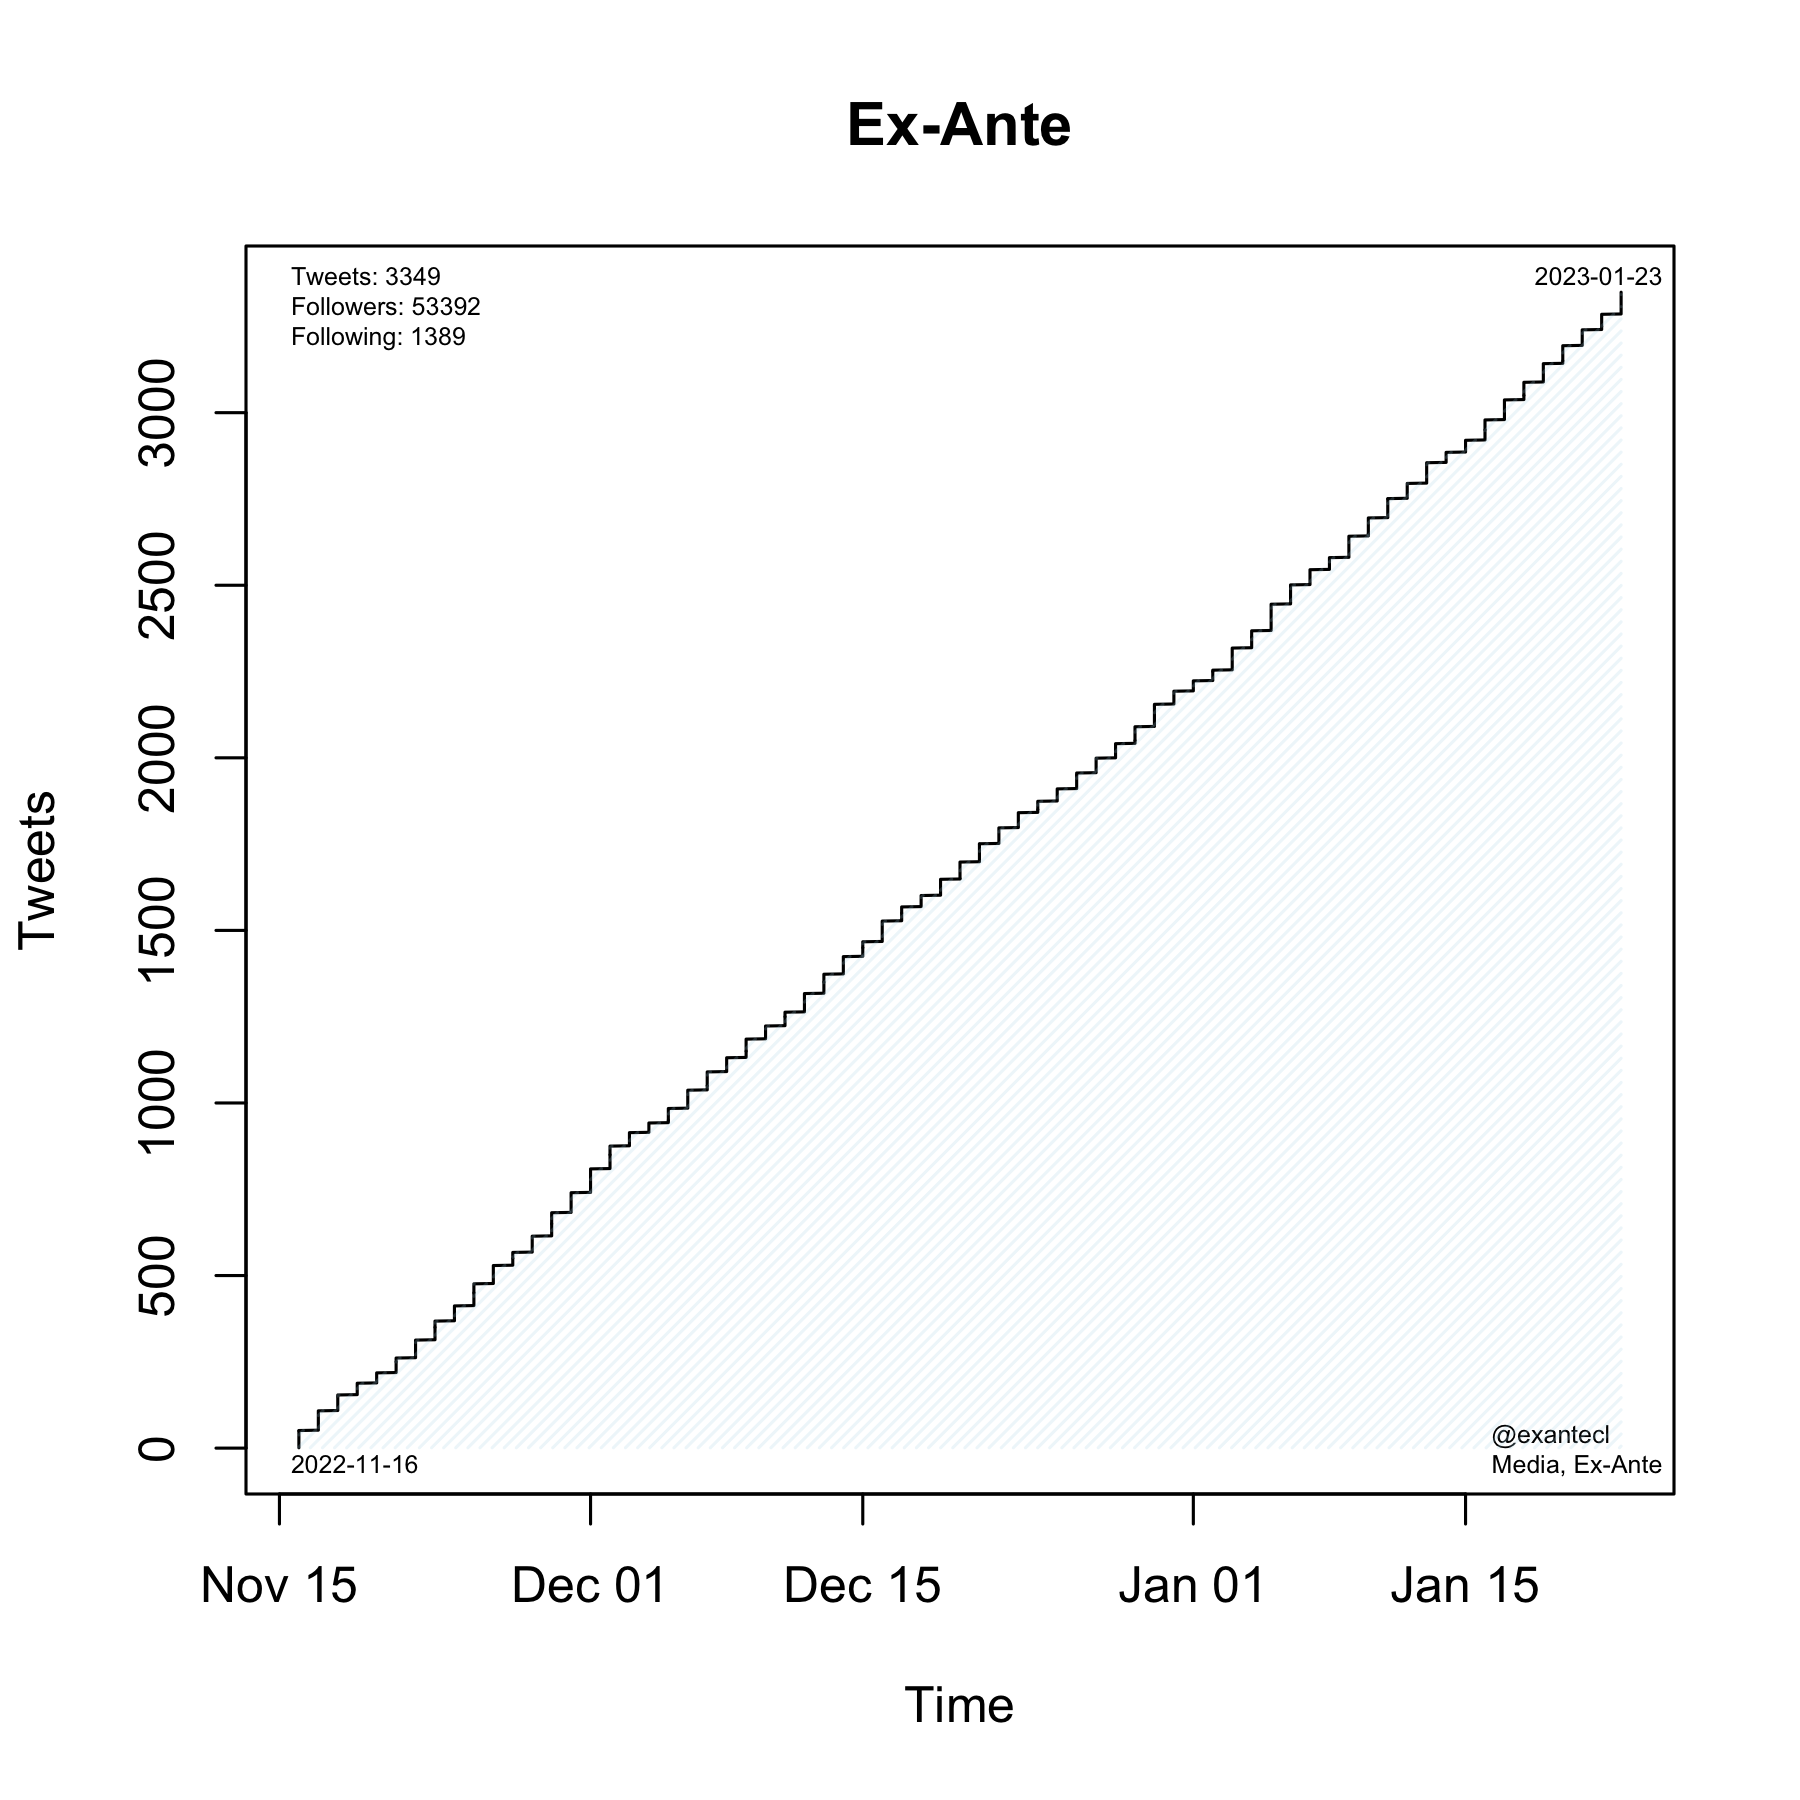 Ex-Ante
Tweets: 3349
Followers: 53392
Following: 1389
2023-01-23
3000
2500
2000
1500
1000
500
0
Tweets
2022-11-16
@exantecl
Media, Ex-Ante
Nov 15
Dec 01
Dec 15
Jan 01
Jan 15
Time